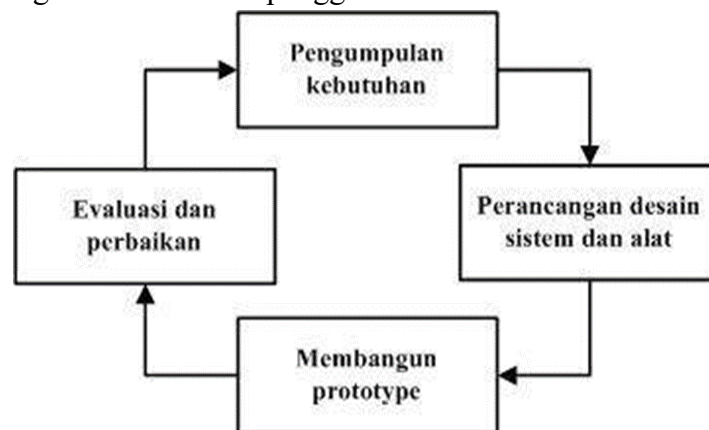 Pengumpulan
kebutuhan
Perancangan desain
sistem dan alat
Membangun
prototype
Evaluasi dan
perbaikan